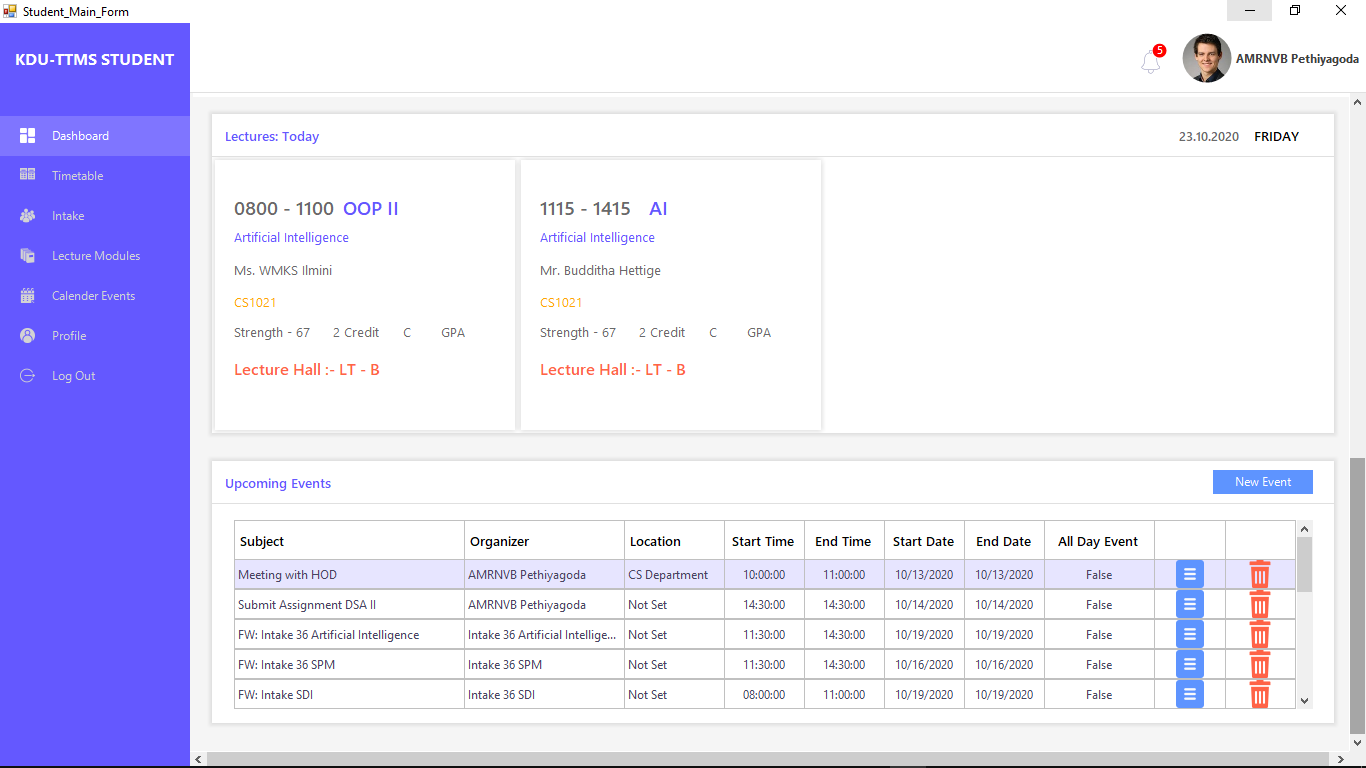 Student_Main_Form
KDU-TTMS STUDENT
5
AMRNVB Pethiyagoda
Dashboard
Timetable
Intake
Lecture Modules
Calender Events
Profile
Log Out
Lectures: Today 23.10.2020 FRIDAY
0800 - 1100 OOP II
Artificial Intelligence
Ms. WMKS Ilmini
CS1021
Strength - 67 2 Credit C GPA
Lecture Hall :- LT - B
1115 - 1415 AI
Artificial Intelligence
Mr. Budditha Hettige
CS1021
Strength - 67 2 Credit C GPA
Lecture Hall :- LT - B
Upcoming Events New Event
Subject Organizer Location Start Time End Time Start Date End Date All Day Event
Meeting with HOD AMRNVB Pethiyagoda CS Department 10:00:00 11:00:00 10/13/2020 10/13/2020 False
Submit Assignment DSA II AMRNVB Pethiyagoda Not Set 14:30:00 14:30:00 10/14/2020 10/14/2020 False
FW: Intake 36 Artificial Intelligence Intake 36 Artificial Intellige... Not Set 11:30:00 14:30:00 10/19/2020 10/19/2020 False
FW: Intake 36 SPM Intake 36 SPM Not Set 11:30:00 14:30:00 10/16/2020 10/16/2020 False
FW: Intake SDI Intake 36 SDI Not Set 08:00:00 11:00:00 10/19/2020 10/19/2020 False